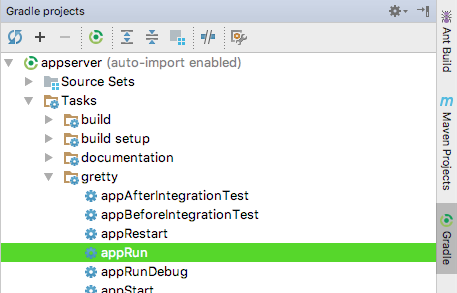 Gradle projects
appserver (auto-import enabled)
Source Sets
Tasks
build
build setup
documentation
gretty
appAfterIntegrationTest
appBeforeIntegrationTest
appRestart
appRun
appRunDebug
appStart
Ant Build
m Maven Projects
Gradle